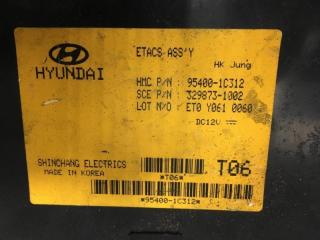 ETACS ASS'Y
HK Jung
HYUNDAI
HMC P/N : 95400-1C312
SCE P/N : 329873-1002
LOT N/O : ET0 Y061 0060
DC12V
SHINCHANG ELECTRICS
MADE IN KOREA
*T06*
T06
*95400-1C312*